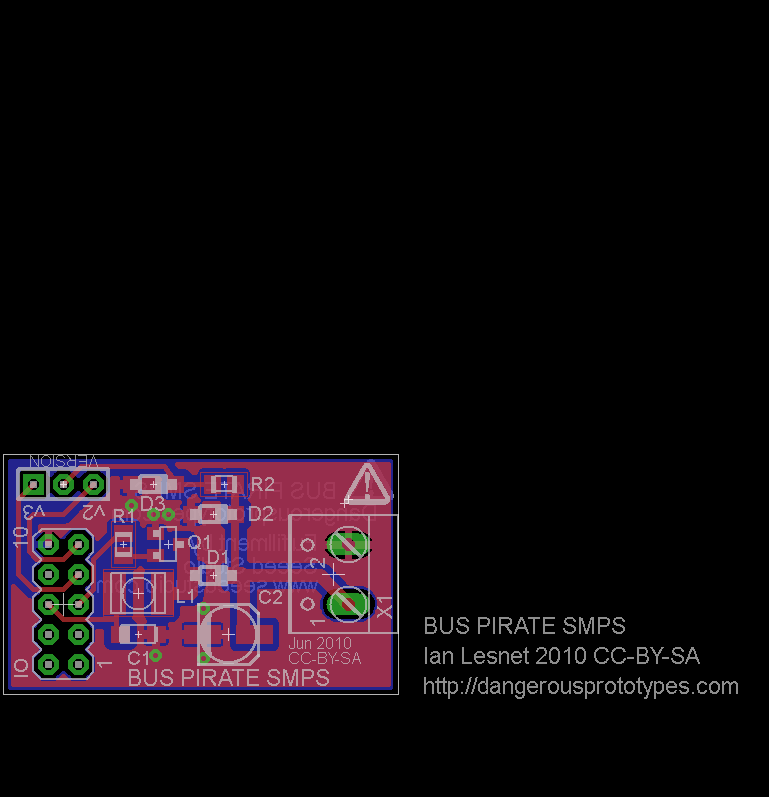 VERSION
V3
V2
10
R1
D3
R2
D2
Q1
D1
L1
C2
2
1
X1
C1
IO
1
Jun 2010
CC-BY-SA
BUS PIRATE SMPS
BUS PIRATE SMPS
Ian Lesnet 2010 CC-BY-SA
http://dangerousprototypes.com